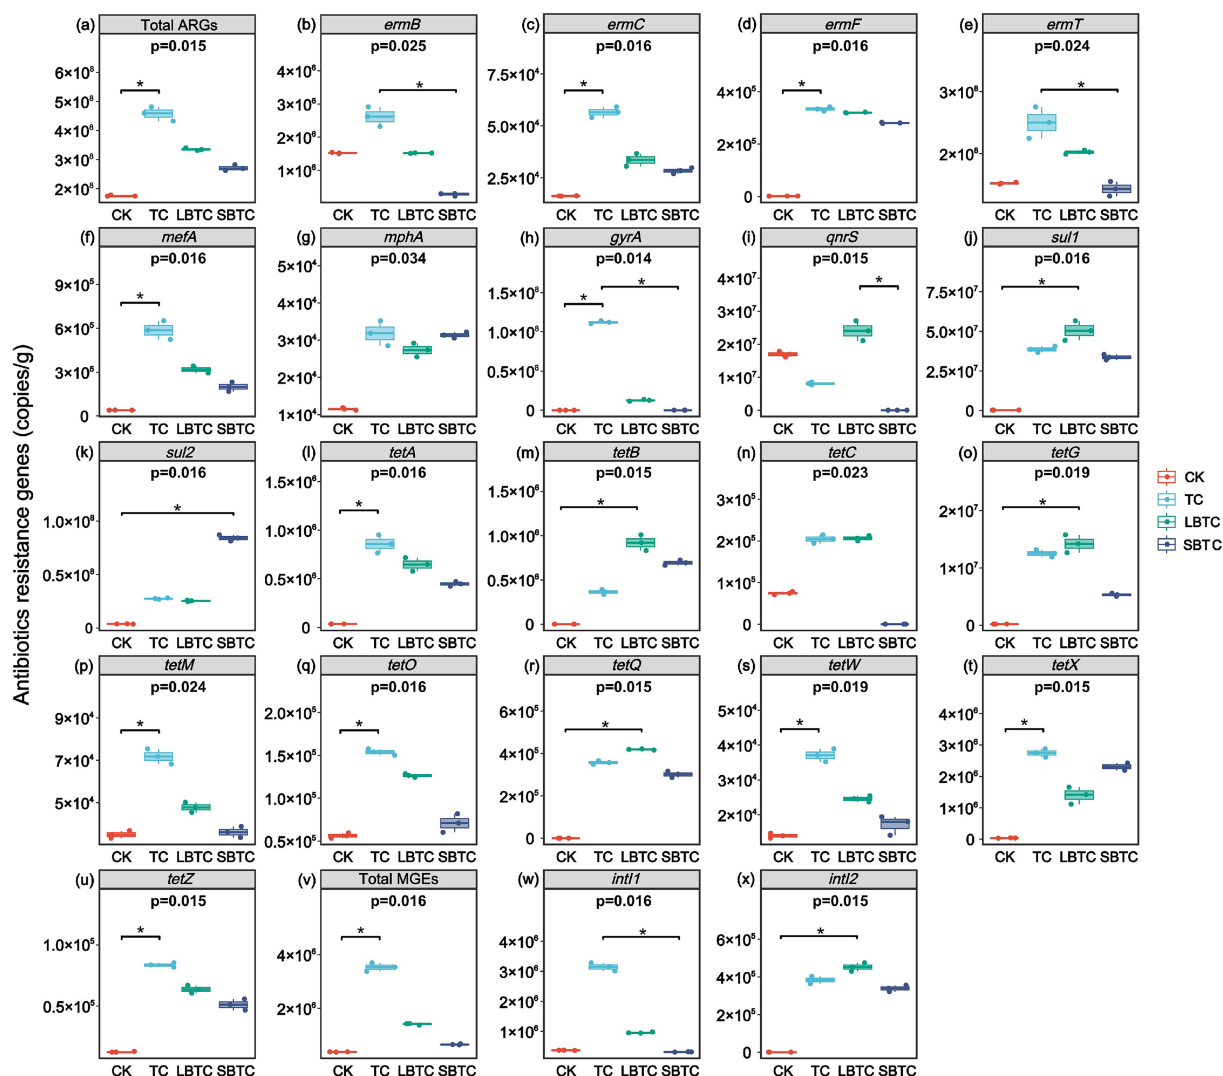 Antibiotics resistance genes (copies/g)
(a) Total ARGs
p=0.015
*
6×10⁸
5×10⁸
4×10⁸
3×10⁸
2×10⁸
CK TC LBTC SBTC
(b) ermB
p=0.025
*
4×10⁶
3×10⁶
2×10⁶
1×10⁶
CK TC LBTC SBTC
(c) ermC
p=0.016
*
7.5×10⁴
5.0×10⁴
2.5×10⁴
CK TC LBTC SBTC
(d) ermF
p=0.016
*
4×10⁵
2×10⁵
0
CK TC LBTC SBTC
(e) ermT
p=0.024
*
3×10⁸
2×10⁸
CK TC LBTC SBTC
(f) mefA
p=0.016
*
9×10⁵
6×10⁵
3×10⁵
0
CK TC LBTC SBTC
(g) mphA
p=0.034
5×10⁴
4×10⁴
3×10⁴
2×10⁴
1×10⁴
CK TC LBTC SBTC
(h) gyrA
p=0.014
* *
1.5×10⁸
1.0×10⁸
0.5×10⁸
0
CK TC LBTC SBTC
(i) qnrS
p=0.015
*
4×10⁷
3×10⁷
2×10⁷
1×10⁷
0
CK TC LBTC SBTC
(j) sul1
p=0.016
*
7.5×10⁷
5.0×10⁷
2.5×10⁷
0
CK TC LBTC SBTC
(k) sul2
p=0.016
*
1.0×10⁸
0.5×10⁸
0
CK TC LBTC SBTC
(l) tetA
p=0.016
*
1.5×10⁶
1.0×10⁶
0.5×10⁶
0
CK TC LBTC SBTC
(m) tetB
p=0.015
*
1.5×10⁶
1.0×10⁶
0.5×10⁶
0
CK TC LBTC SBTC
(n) tetC
p=0.023
3×10⁵
2×10⁵
1×10⁵
0
CK TC LBTC SBTC
(o) tetG
p=0.019
*
2×10⁷
1×10⁷
0
CK TC LBTC SBTC
(p) tetM
p=0.024
*
9×10⁴
7×10⁴
5×10⁴
CK TC LBTC SBTC
(q) tetO
p=0.016
*
2.0×10⁵
1.5×10⁵
1.0×10⁵
0.5×10⁵
CK TC LBTC SBTC
(r) tetQ
p=0.015
*
6×10⁵
4×10⁵
2×10⁵
0
CK TC LBTC SBTC
(s) tetW
p=0.019
*
5×10⁴
4×10⁴
3×10⁴
2×10⁴
CK TC LBTC SBTC
(t) tetX
p=0.015
*
4×10⁶
3×10⁶
2×10⁶
1×10⁶
0
CK TC LBTC SBTC
(u) tetZ
p=0.015
*
1.0×10⁵
0.5×10⁵
CK TC LBTC SBTC
(v) Total MGEs
p=0.016
*
4×10⁶
2×10⁶
CK TC LBTC SBTC
(w) intI1
p=0.016
*
4×10⁶
3×10⁶
2×10⁶
1×10⁶
CK TC LBTC SBTC
(x) intI2
p=0.015
*
6×10⁵
4×10⁵
2×10⁵
0
CK TC LBTC SBTC
CK
TC
LBTC
SBTC